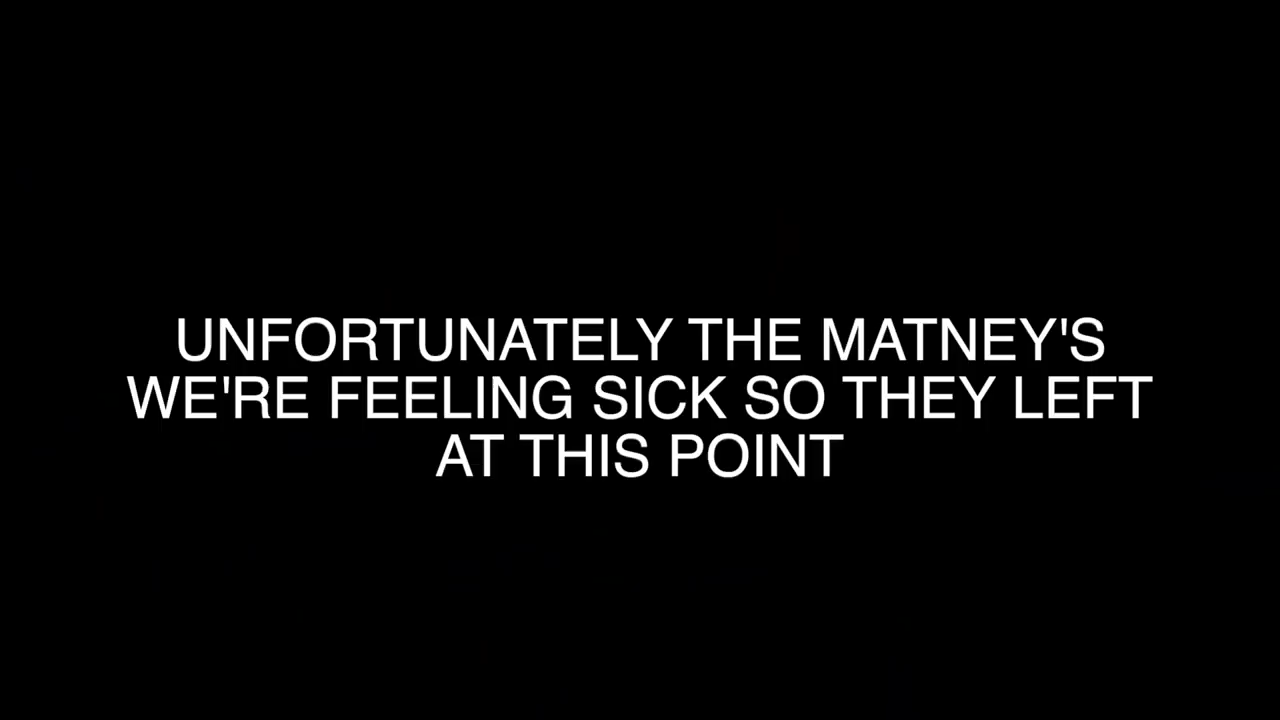 UNFORTUNATELY THE MATNEY'S
WE'RE FEELING SICK SO THEY LEFT
AT THIS POINT